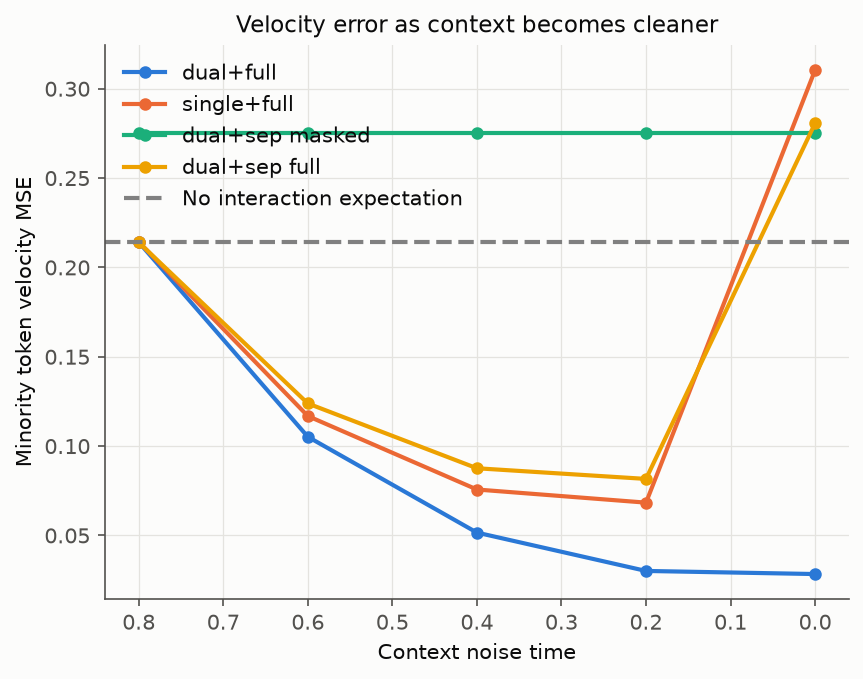 Velocity error as context becomes cleaner
dual+full
single+full
dual+sep masked
dual+sep full
No interaction expectation
Minority token velocity MSE
0.30
0.25
0.20
0.15
0.10
0.05
0.8 0.7 0.6 0.5 0.4 0.3 0.2 0.1 0.0
Context noise time